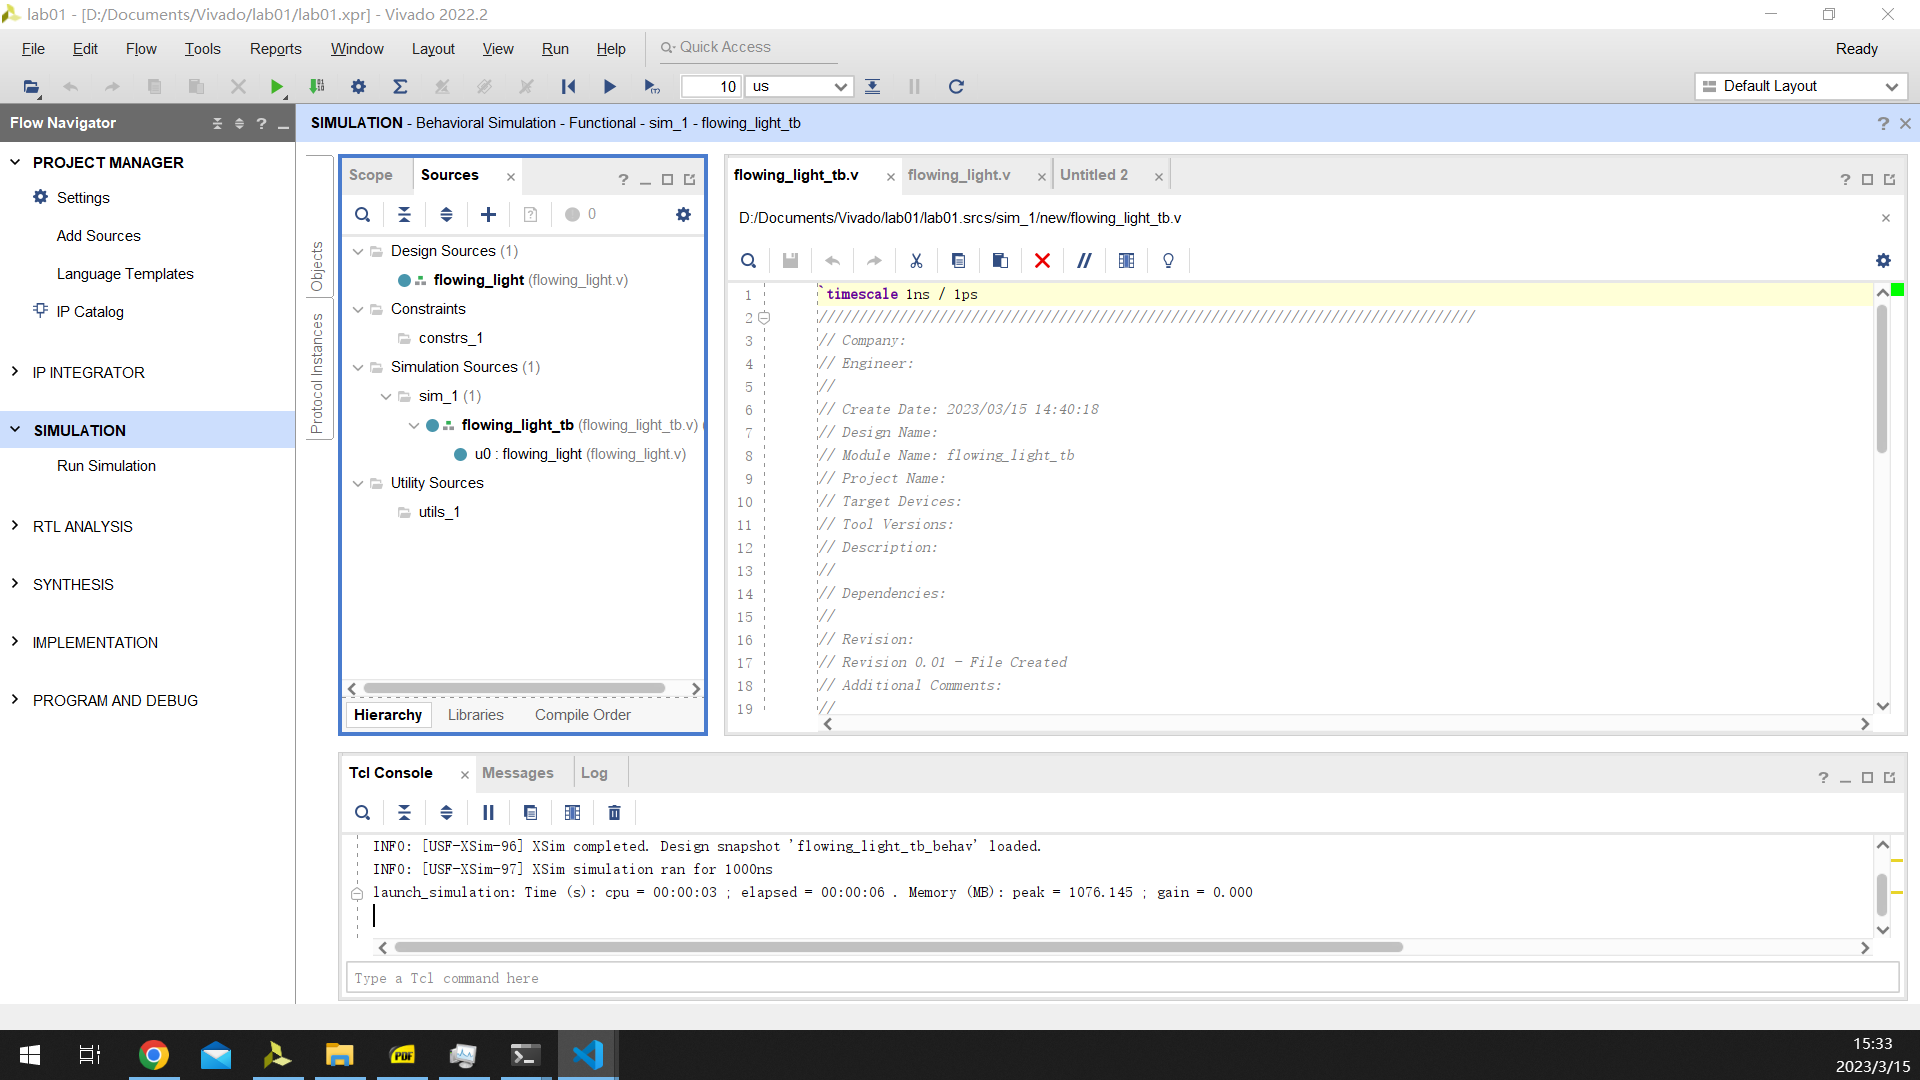 lab01 - [D:/Documents/Vivado/lab01/lab01.xpr] - Vivado 2022.2
File Edit Flow Tools Reports Window Layout View Run Help Quick Access Ready
10 us Default Layout
Flow Navigator
SIMULATION - Behavioral Simulation - Functional - sim_1 - flowing_light_tb
PROJECT MANAGER
Settings
Add Sources
Language Templates
IP Catalog
IP INTEGRATOR
SIMULATION
Run Simulation
RTL ANALYSIS
SYNTHESIS
IMPLEMENTATION
PROGRAM AND DEBUG
Objects
Protocol Instances
Scope Sources
0
Design Sources (1)
flowing_light (flowing_light.v)
Constraints
constrs_1
Simulation Sources (1)
sim_1 (1)
flowing_light_tb (flowing_light_tb.v) (
u0 : flowing_light (flowing_light.v)
Utility Sources
utils_1
Hierarchy Libraries Compile Order
flowing_light_tb.v flowing_light.v Untitled 2
D:/Documents/Vivado/lab01/lab01.srcs/sim_1/new/flowing_light_tb.v
1 `timescale 1ns / 1ps
2 //////////////////////////////////////////////////////////////////////////////////
3 // Company:
4 // Engineer:
5 //
6 // Create Date: 2023/03/15 14:40:18
7 // Design Name:
8 // Module Name: flowing_light_tb
9 // Project Name:
10 // Target Devices:
11 // Tool Versions:
12 // Description:
13 //
14 // Dependencies:
15 //
16 // Revision:
17 // Revision 0.01 - File Created
18 // Additional Comments:
19 //
Tcl Console Messages Log
INFO: [USF-XSim-96] XSim completed. Design snapshot 'flowing_light_tb_behav' loaded.
INFO: [USF-XSim-97] XSim simulation ran for 1000ns
launch_simulation: Time (s): cpu = 00:00:03 ; elapsed = 00:00:06 . Memory (MB): peak = 1076.145 ; gain = 0.000
Type a Tcl command here
PDF
15:33
2023/3/15